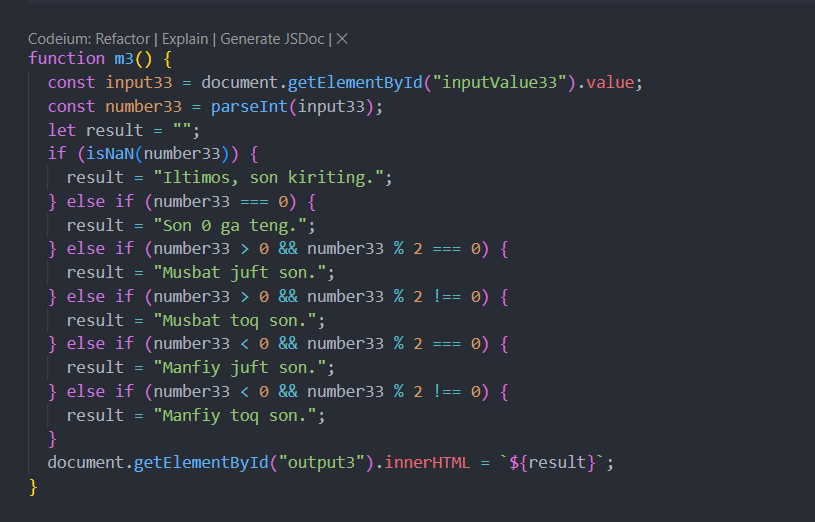 Codeium: Refactor | Explain | Generate JSDoc | ×
function m3() {
  const input33 = document.getElementById("inputValue33").value;
  const number33 = parseInt(input33);
  let result = "";
  if (isNaN(number33)) {
    result = "Iltimos, son kiriting.";
  } else if (number33 === 0) {
    result = "Son 0 ga teng.";
  } else if (number33 > 0 && number33 % 2 === 0) {
    result = "Musbat juft son.";
  } else if (number33 > 0 && number33 % 2 !== 0) {
    result = "Musbat toq son.";
  } else if (number33 < 0 && number33 % 2 === 0) {
    result = "Manfiy juft son.";
  } else if (number33 < 0 && number33 % 2 !== 0) {
    result = "Manfiy toq son.";
  }
  document.getElementById("output3").innerHTML = `${result}`;
}